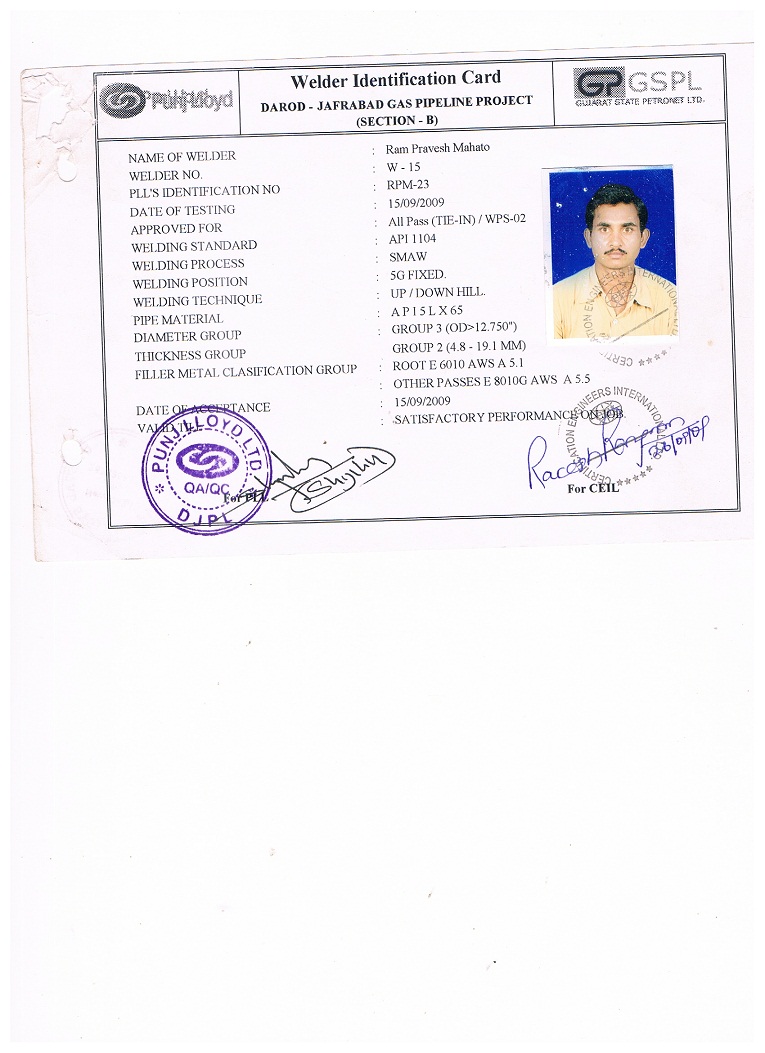 Punj Lloyd
Welder Identification Card
DAROD - JAFRABAD GAS PIPELINE PROJECT
(SECTION - B)
GSPL
GUJARAT STATE PETRONET LTD.
NAME OF WELDER : Ram Pravesh Mahato
WELDER NO. : W - 15
PLL'S IDENTIFICATION NO : RPM-23
DATE OF TESTING : 15/09/2009
APPROVED FOR : All Pass (TIE-IN) / WPS-02
WELDING STANDARD : API 1104
WELDING PROCESS : SMAW
WELDING POSITION : 5G FIXED.
WELDING TECHNIQUE : UP / DOWN HILL.
PIPE MATERIAL : A P I 5 L X 65
DIAMETER GROUP : GROUP 3 (OD>12.750")
THICKNESS GROUP : GROUP 2 (4.8 - 19.1 MM)
FILLER METAL CLASIFICATION GROUP : ROOT E 6010 AWS A 5.1
: OTHER PASSES E 8010G AWS A 5.5
DATE OF ACCEPTANCE : 15/09/2009
VALID TILL : SATISFACTORY PERFORMANCE ON JOB.
PUNJ LLOYD LTD
QA/QC
DJPL
For PLL
CERTIFICATION ENGINEERS INTERNATIONAL
CERTIFICATION ENGINEERS INTERNATIONAL
For CEIL